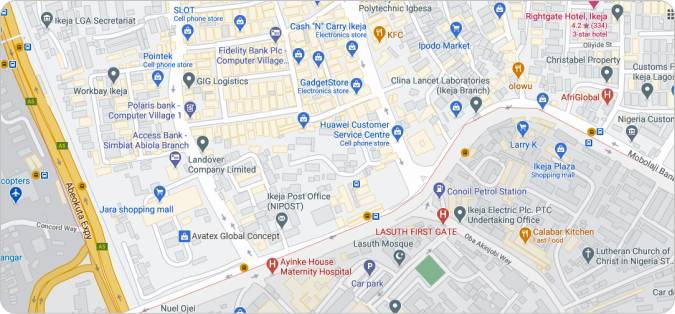 Ikeja LGA Secretariat
SLOT
Cell phone store
Polytechnic Igbesa
Rightgate Hotel, Ikeja
4.2 ★ (334)
3-star hotel
Cash "N" Carry Ikeja
Electronics store
KFC
Oliyide St
Pointek
Cell phone store
Fidelity Bank Plc -
Computer Village...
Ipodo Market
Christabel Property
GIG Logistics
Workbay Ikeja
GadgetStore
Electronics store
Clina Lancet Laboratories
(Ikeja Branch)
olowu
Customs F
Ikeja Lagos
AfriGlobal
A5
Polaris bank -
Computer Village 1
Huawei Customer
Service Centre
Cell phone store
Nigeria Custom
Access Bank -
Simbiat Abiola Branch
Larry K
Mobolaji Ban
Landover
Company Limited
Ikeja Plaza
Shopping mall
copters
Abeokuta Expy
Jara shopping mall
Ikeja Post Office
(NIPOST)
Conoil Petrol Station
Ikeja Electric Plc. PTC
Undertaking Office
Concord Way
Avatex Global Concept
LASUTH FIRST GATE
Calabar Kitchen
Fast Food
A5
Lasuth Mosque
Oba Akinjobi Way
Lutheran Church of
Christ in Nigeria ST...
angar
Ayinke House
Maternity Hospital
Car park
Car de
Nuel Ojei